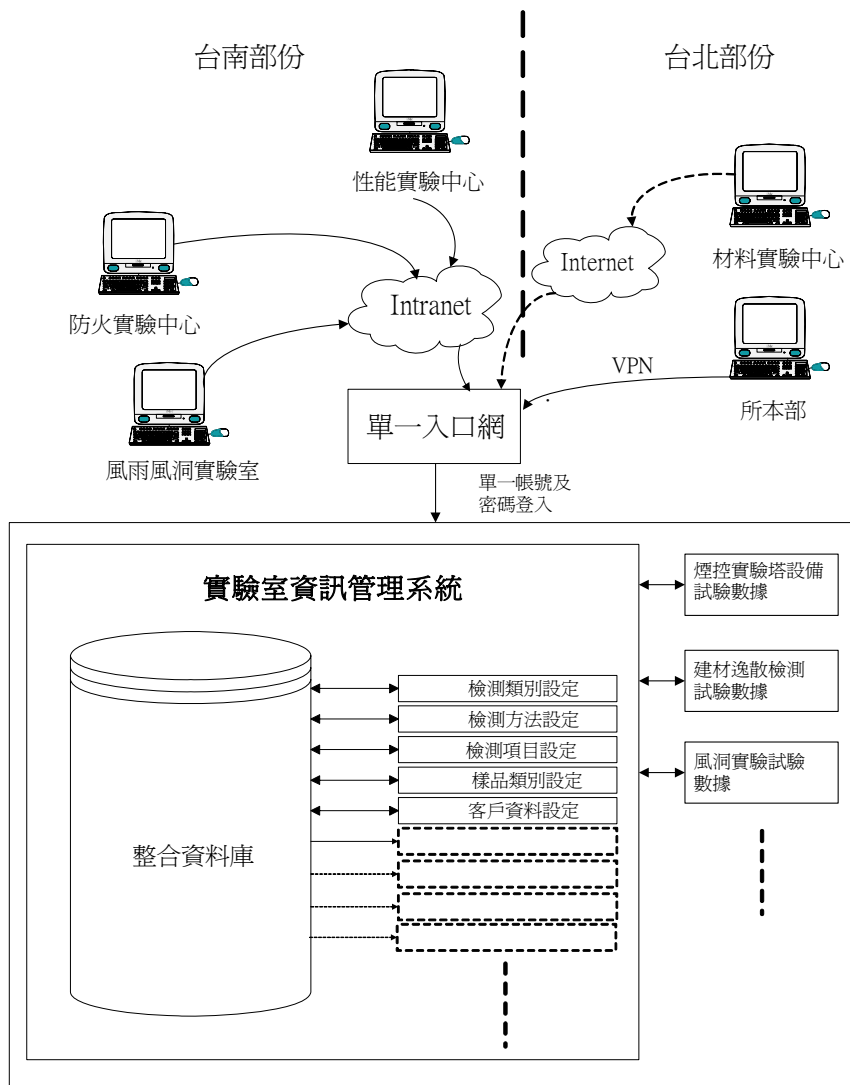 台南部份
台北部份
性能實驗中心
材料實驗中心
Internet
Intranet
防火實驗中心
VPN
所本部
單一入口網
風雨風洞實驗室
單一帳號及
密碼登入
實驗室資訊管理系統
煙控實驗塔設備
試驗數據
建材逸散檢測
試驗數據
檢測類別設定
檢測方法設定
檢測項目設定
風洞實驗試驗
數據
樣品類別設定
客戶資料設定
整合資料庫